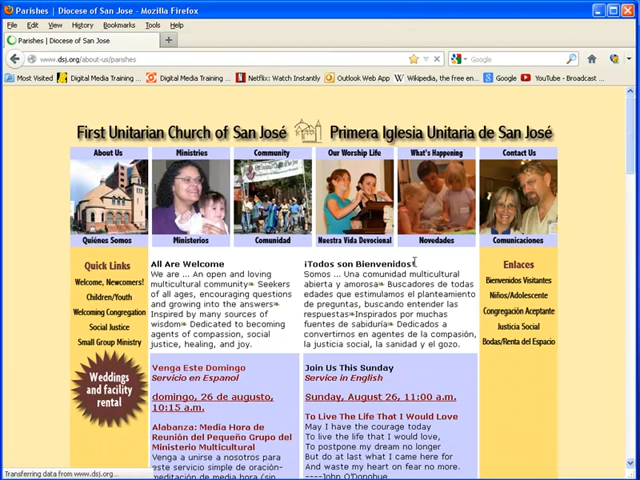 Parishes | Diocese of San Jose - Mozilla Firefox
File Edit View History Bookmarks Tools Help
Parishes | Diocese of San Jose
www.dsj.org/about-us/parishes
Google
Most Visited Digital Media Training ... Digital Media Training ... Netflix: Watch Instantly Outlook Web App Wikipedia, the free en... Google YouTube - Broadcast ...
First Unitarian Church of San José Primera Iglesia Unitaria de San José
About Us Ministries Community Our Worship Life What's Happening Contact Us
Quiénes Somos Ministerios Comunidad Nuestra Vida Devocional Novedades Comunicaciones
Quick Links
Welcome, Newcomers!
Children/Youth
Welcoming Congregation
Social Justice
Small Group Ministry
Weddings
and facility
rental
All Are Welcome
We are ... An open and loving
multicultural community Seekers
of all ages, encouraging questions
and growing into the answers
Inspired by many sources of
wisdom Dedicated to becoming
agents of compassion, social
justice, healing, and joy.
¡Todos son Bienvenidos!
Somos ... Una comunidad multicultural
abierta y amorosa Buscadores de todas
edades que estimulamos el planteamiento
de preguntas, buscando entender las
respuestas Inspirados por muchas
fuentes de sabiduría Dedicados a
convertirnos en agentes de la compasión,
la justicia social, la sanidad y el gozo.
Enlaces
Bienvenidos Visitantes
Niños/Adolescente
Congregación Aceptante
Justicia Social
Bodas/Renta del Espacio
Venga Este Domingo
Servicio en Espanol
domingo, 26 de augusto,
10:15 a.m.
Alabanza: Media Hora de
Reunión del Pequeño Grupo del
Ministerio Multicultural
Venga a unirse a nosotros para
este servicio simple de oración-
meditación de media hora (sin
Join Us This Sunday
Service in English
Sunday, August 26, 11:00 a.m.
To Live The Life That I Would Love
May I have the courage today
To live the life that I would love,
To postpone my dream no longer
But do at last what I came here for
And waste my heart on fear no more.
----John O'Donohue
Transferring data from www.dsj.org...